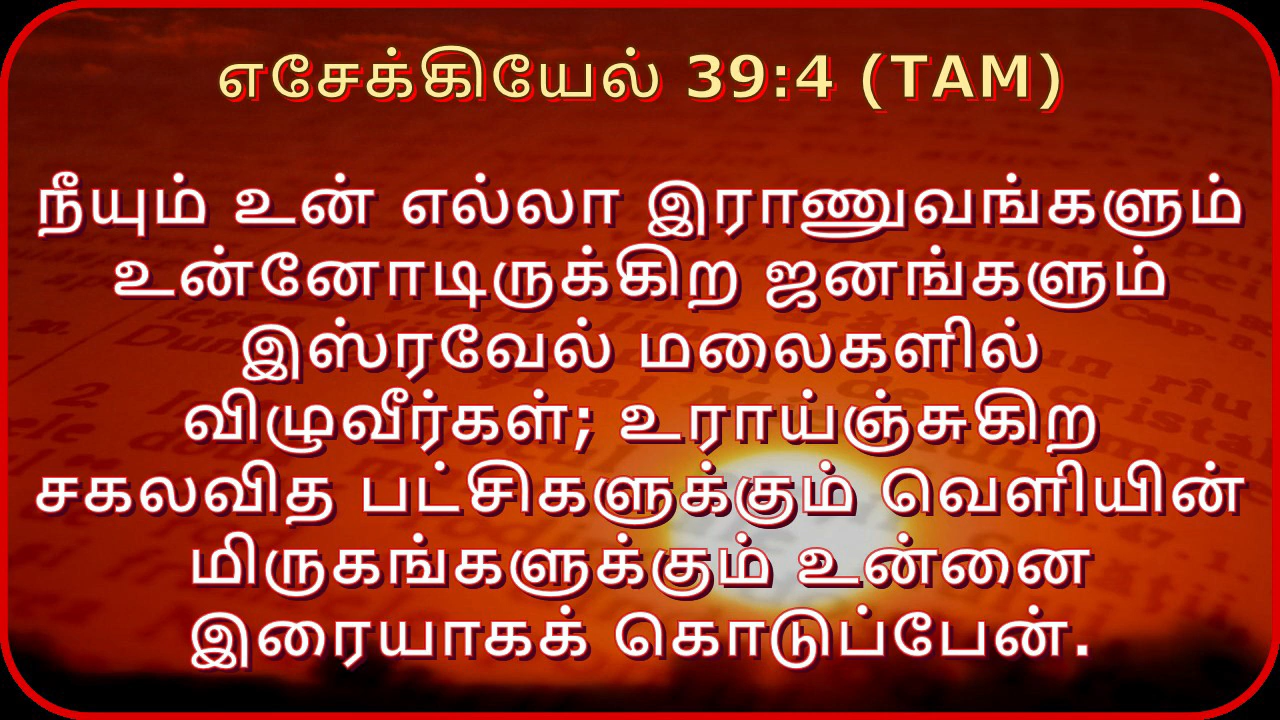 எசேக்கியேல் 39:4 (TAM)
நீயும் உன் எல்லா இராணுவங்களும்
உன்னோடிருக்கிற ஜனங்களும்
இஸ்ரவேல் மலைகளில்
விழுவீர்கள்; உராய்ஞ்சுகிற
சகலவித பட்சிகளுக்கும் வெளியின்
மிருகங்களுக்கும் உன்னை
இரையாகக் கொடுப்பேன்.